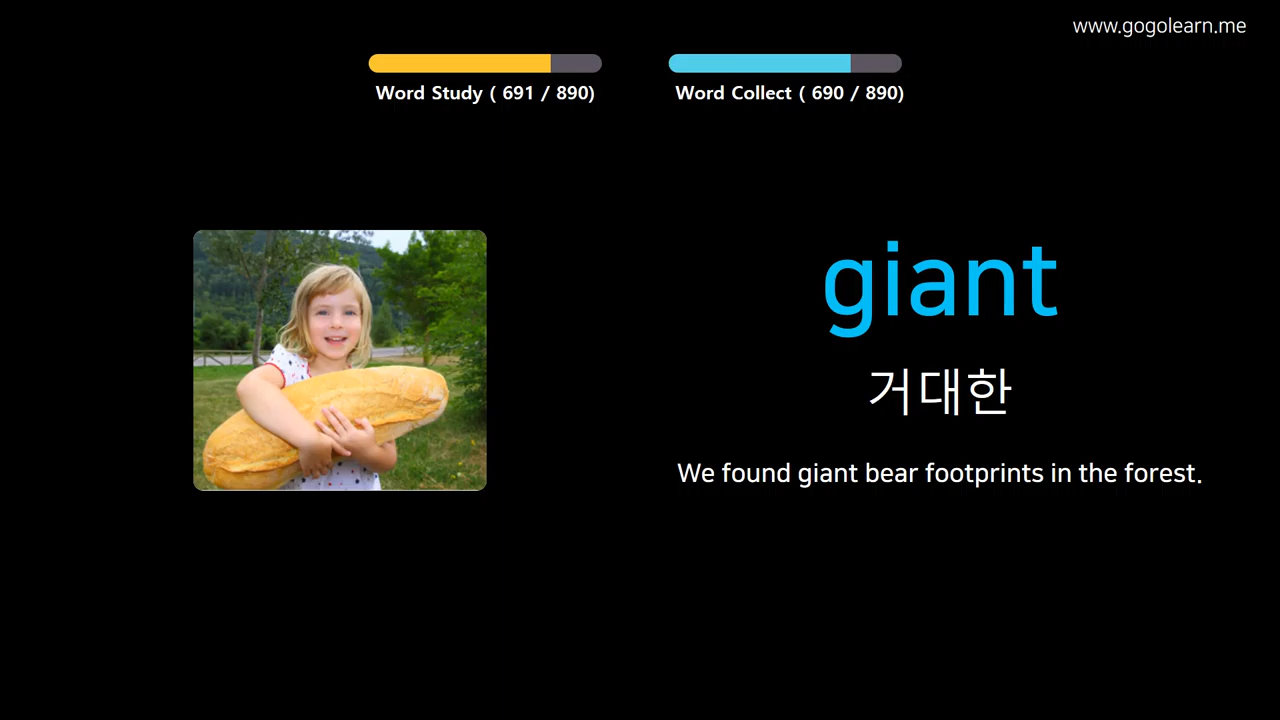 www.gogolearn.me
Word Study ( 691 / 890)
Word Collect ( 690 / 890)
giant
거대한
We found giant bear footprints in the forest.